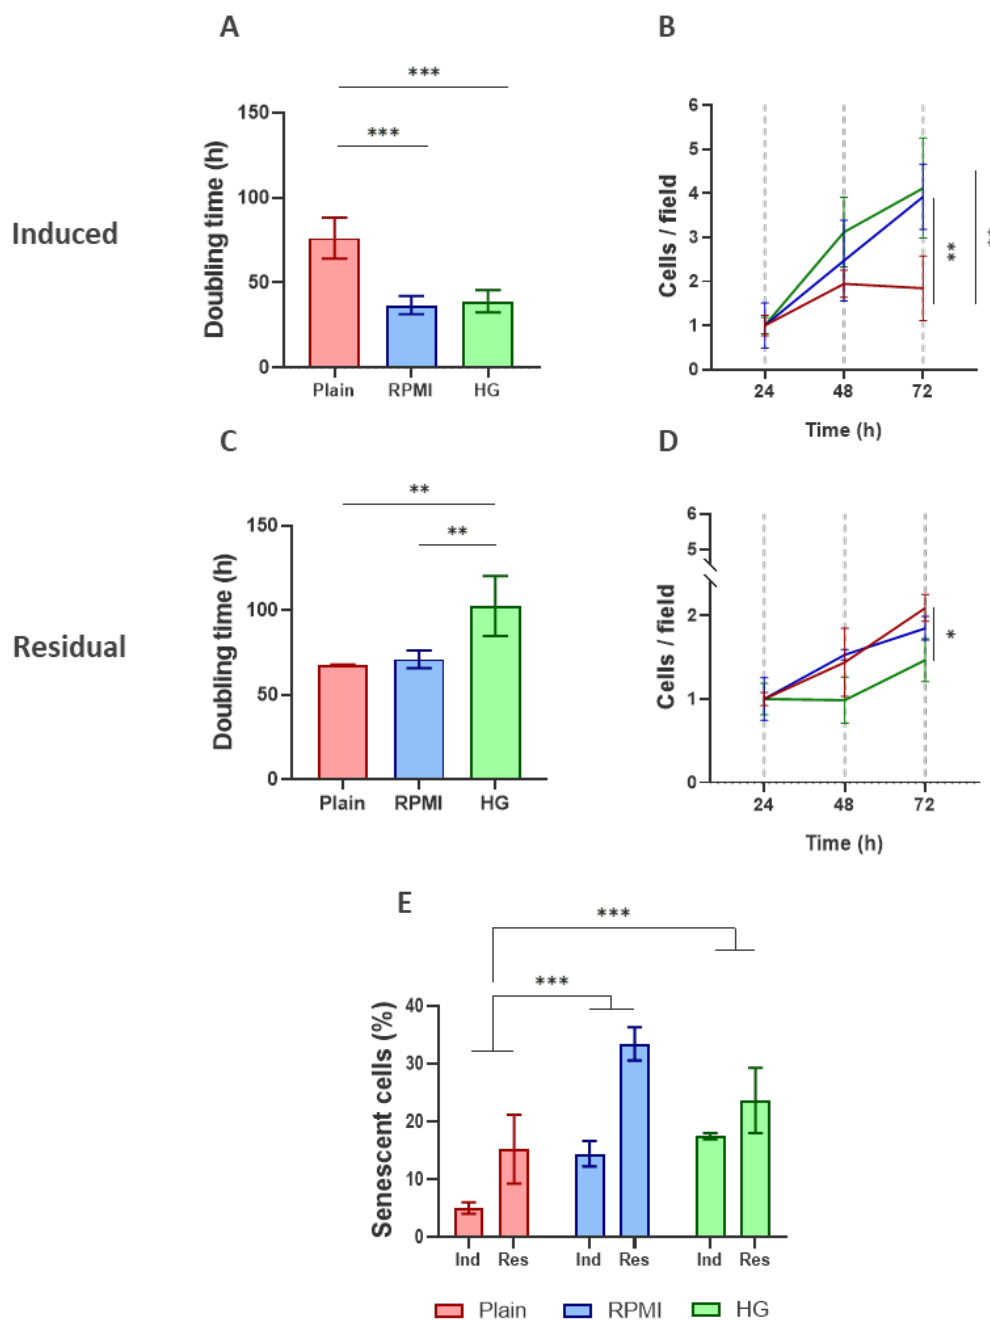 A
***
***
150
100
50
0
Doubling time (h)
Plain RPMI HG
Induced
B
6
5
4
3
2
1
0
Cells / field
**
24 48 72
Time (h)
C
**
**
150
100
50
0
Doubling time (h)
Plain RPMI HG
Residual
D
6
5
2
1
0
Cells / field
*
24 48 72
Time (h)
E
***
***
40
30
20
10
0
Senescent cells (%)
Ind Res Ind Res Ind Res
Plain RPMI HG